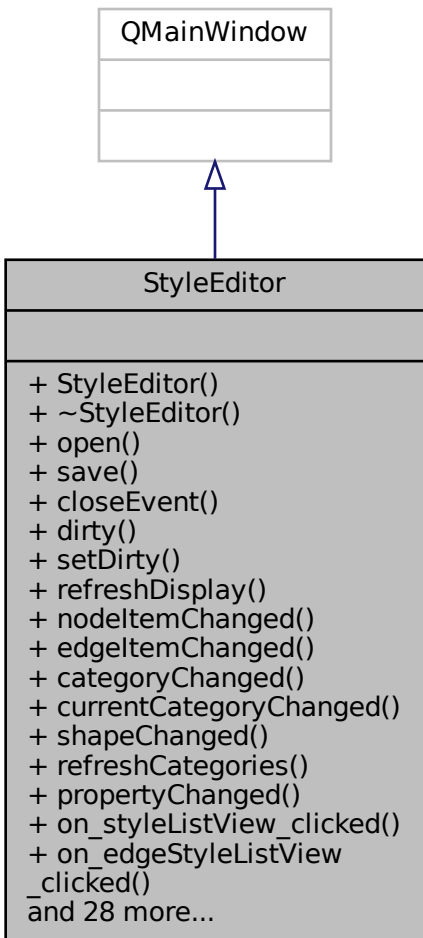 QMainWindow
StyleEditor
+ StyleEditor()
+ ~StyleEditor()
+ open()
+ save()
+ closeEvent()
+ dirty()
+ setDirty()
+ refreshDisplay()
+ nodeItemChanged()
+ edgeItemChanged()
+ categoryChanged()
+ currentCategoryChanged()
+ shapeChanged()
+ refreshCategories()
+ propertyChanged()
+ on_styleListView_clicked()
+ on_edgeStyleListView
_clicked()
and 28 more...